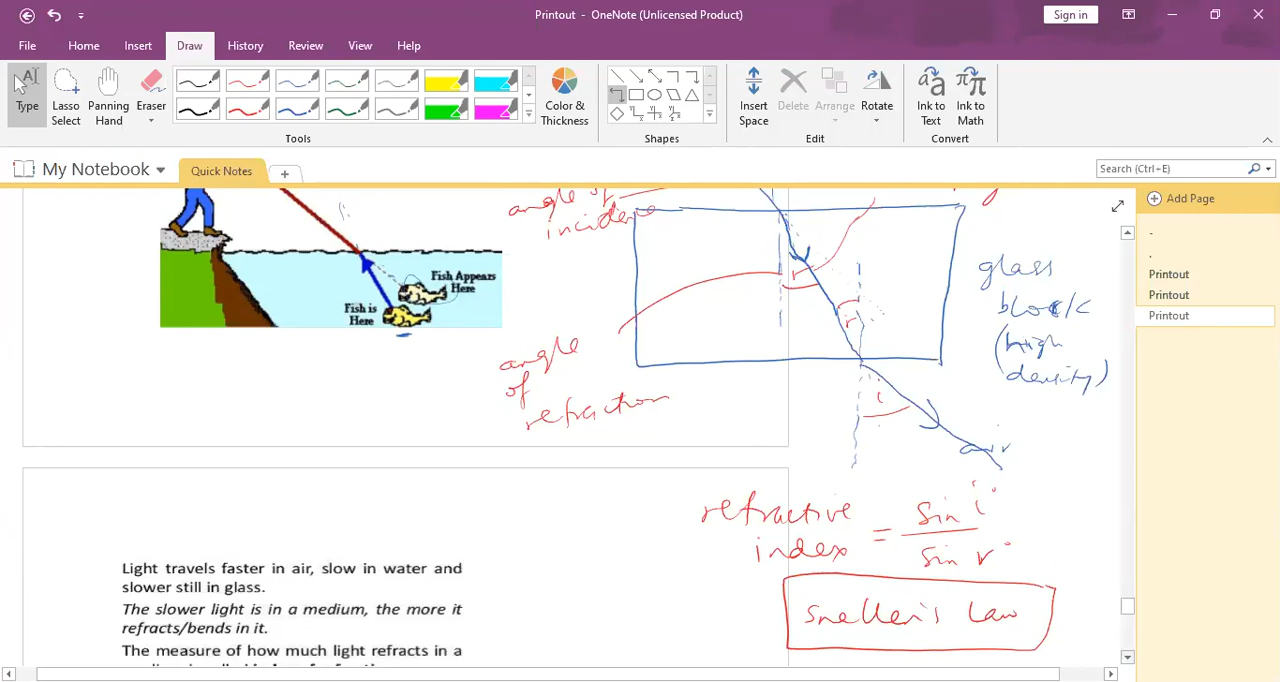 Printout - OneNote (Unlicensed Product)
Sign in
File
Home
Insert
Draw
History
Review
View
Help
Type
Lasso Select
Panning Hand
Eraser
Color & Thickness
Insert Space
Delete
Arrange
Rotate
Ink to Text
Ink to Math
Tools
Shapes
Edit
Convert
My Notebook
Quick Notes
Search (Ctrl+E)
Add Page
-
.
Printout
Printout
Printout
angle of
incidence
Fish Appears
Here
Fish is
Here
r
r
i
glass
block
(high
density)
angle
of
refraction
air
refractive
index = sin i / sin r
Sneller's Law
Light travels faster in air, slow in water and
slower still in glass.
The slower light is in a medium, the more it
refracts/bends in it.
The measure of how much light refracts in a